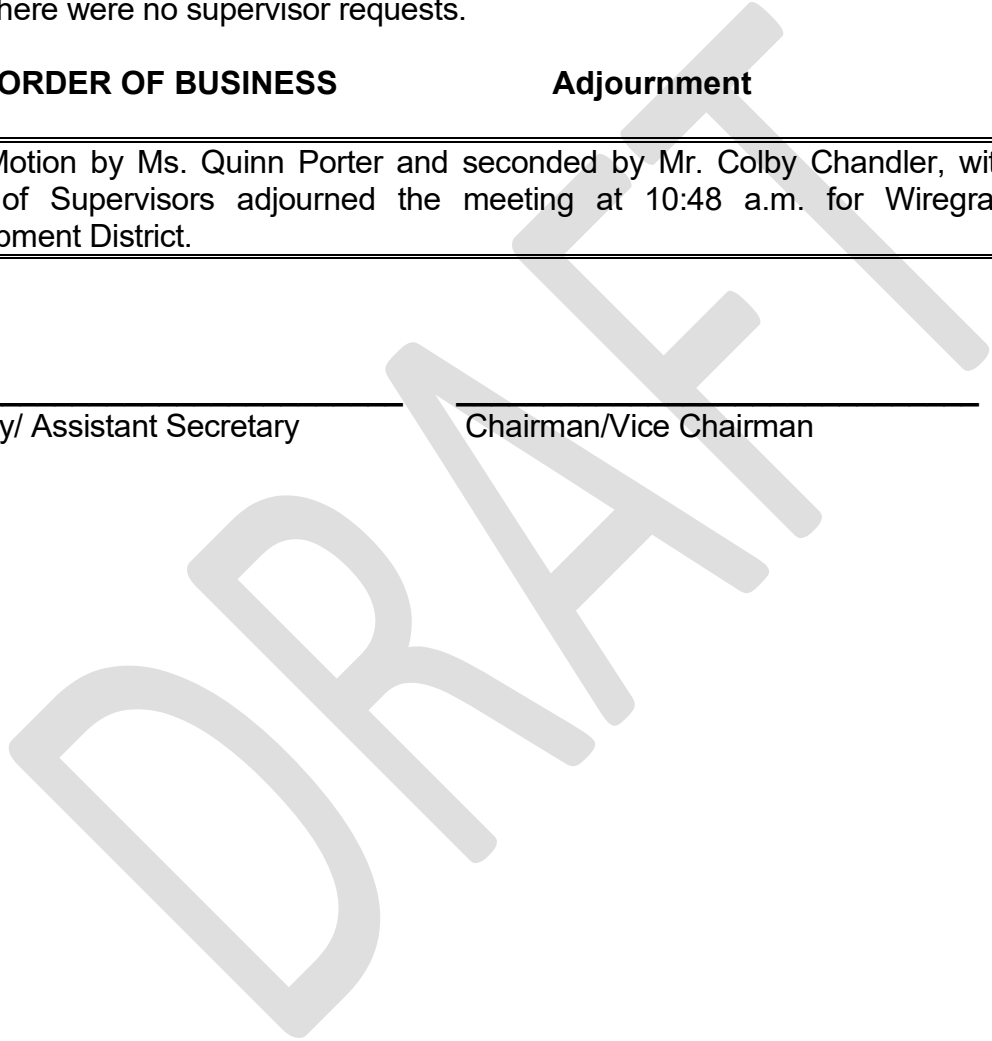 here were no supervisor requests.
ORDER OF BUSINESS Adjournment
Motion by Ms. Quinn Porter and seconded by Mr. Colby Chandler, wit
of Supervisors adjourned the meeting at 10:48 a.m. for Wiregra
pment District.
y/ Assistant Secretary Chairman/Vice Chairman
DRAFT